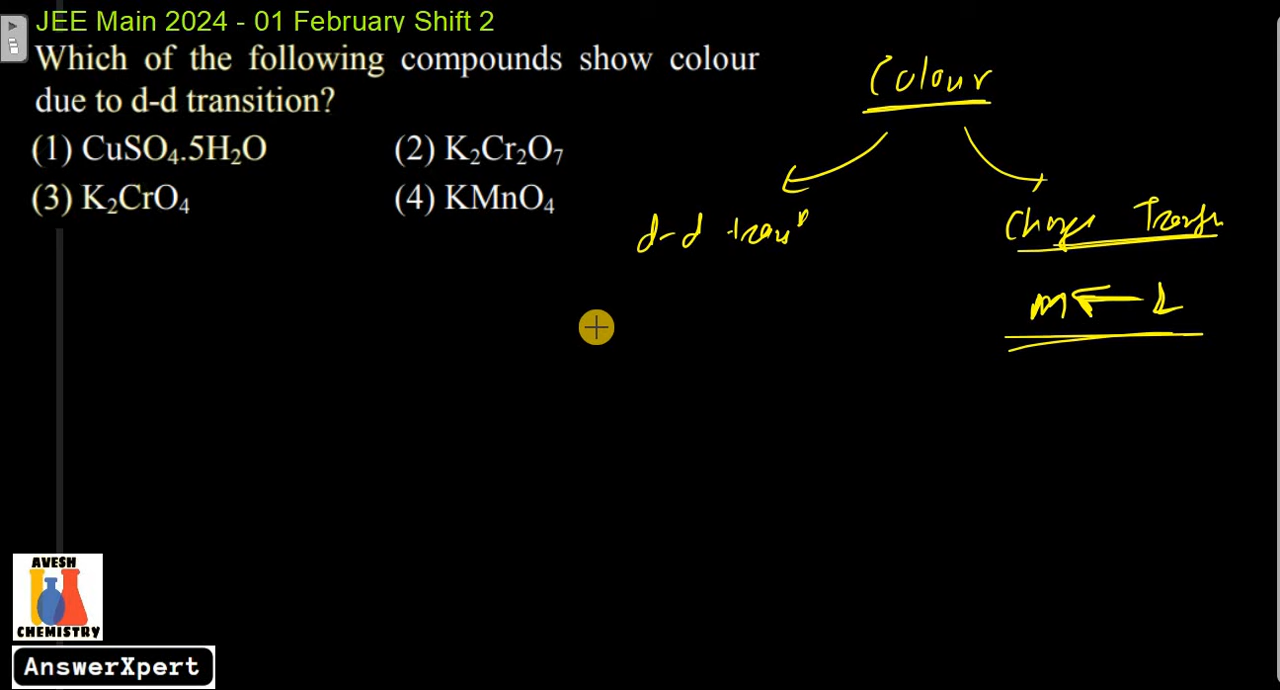 JEE Main 2024 - 01 February Shift 2
Which of the following compounds show colour
due to d-d transition?
(1) CuSO₄.5H₂O (2) K₂Cr₂O₇
(3) K₂CrO₄ (4) KMnO₄
Colour
d-d
Charge
M ← L
AVESH
CHEMISTRY
AnswerXpert